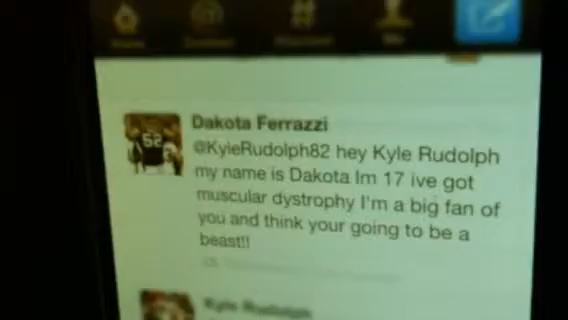 Dakota Ferrazzi
@KyleRudolph82 hey Kyle Rudolph
my name is Dakota Im 17 ive got
muscular dystrophy I'm a big fan of
you and think your going to be a
beast!!
Kyle Rudolph